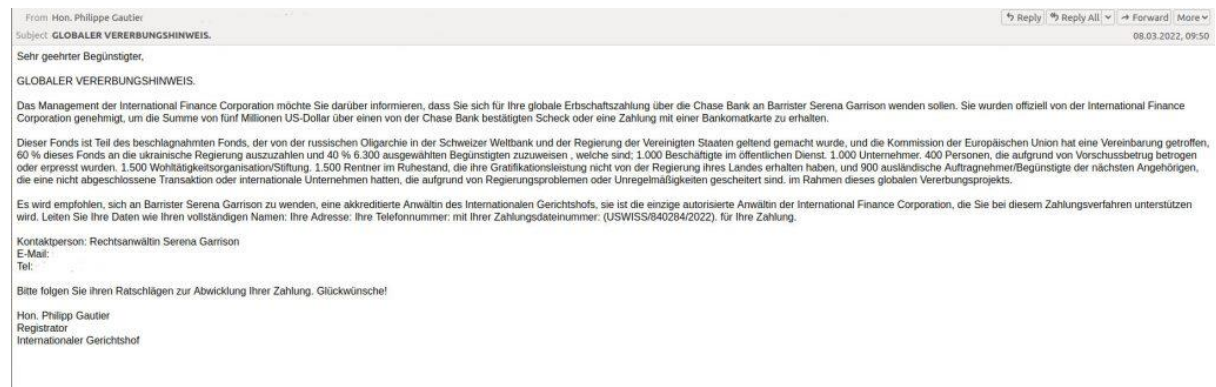 From Hon. Philippe Gautier
Reply Reply All Forward More
Subject GLOBALER VERERBUNGSHINWEIS.
08.03.2022, 09:50
Sehr geehrter Begünstigter,
GLOBALER VERERBUNGSHINWEIS.
Das Management der International Finance Corporation möchte Sie darüber informieren, dass Sie sich für Ihre globale Erbschaftszahlung über die Chase Bank an Barrister Serena Garrison wenden sollen. Sie wurden offiziell von der International Finance
Corporation genehmigt, um die Summe von fünf Millionen US-Dollar über einen von der Chase Bank bestätigten Scheck oder eine Zahlung mit einer Bankomatkarte zu erhalten.
Dieser Fonds ist Teil des beschlagnahmten Fonds, der von der russischen Oligarchie in der Schweizer Weltbank und der Regierung der Vereinigten Staaten geltend gemacht wurde, und die Kommission der Europäischen Union hat eine Vereinbarung getroffen,
60 % dieses Fonds an die ukrainische Regierung auszuzahlen und 40 % 6.300 ausgewählten Begünstigten zuzuweisen , welche sind; 1.000 Beschäftigte im öffentlichen Dienst. 1.000 Unternehmer. 400 Personen, die aufgrund von Vorschussbetrug betrogen
oder erpresst wurden. 1.500 Wohltätigkeitsorganisation/Stiftung. 1.500 Rentner im Ruhestand, die ihre Gratifikationsleistung nicht von der Regierung ihres Landes erhalten haben, und 900 ausländische Auftragnehmer/Begünstigte der nächsten Angehörigen,
die eine nicht abgeschlossene Transaktion oder internationale Unternehmen hatten, die aufgrund von Regierungsproblemen oder Unregelmäßigkeiten gescheitert sind. im Rahmen dieses globalen Vererbungsprojekts.
Es wird empfohlen, sich an Barrister Serena Garrison zu wenden, eine akkreditierte Anwältin des Internationalen Gerichtshofs, sie ist die einzige autorisierte Anwältin der International Finance Corporation, die Sie bei diesem Zahlungsverfahren unterstützen
wird. Leiten Sie Ihre Daten wie Ihren vollständigen Namen: Ihre Adresse: Ihre Telefonnummer: mit Ihrer Zahlungsdateinummer: (USWISS/840284/2022). für Ihre Zahlung.
Kontaktperson: Rechtsanwältin Serena Garrison
E-Mail:
Tel:
Bitte folgen Sie ihren Ratschlägen zur Abwicklung Ihrer Zahlung. Glückwünsche!
Hon. Philipp Gautier
Registrator
Internationaler Gerichtshof